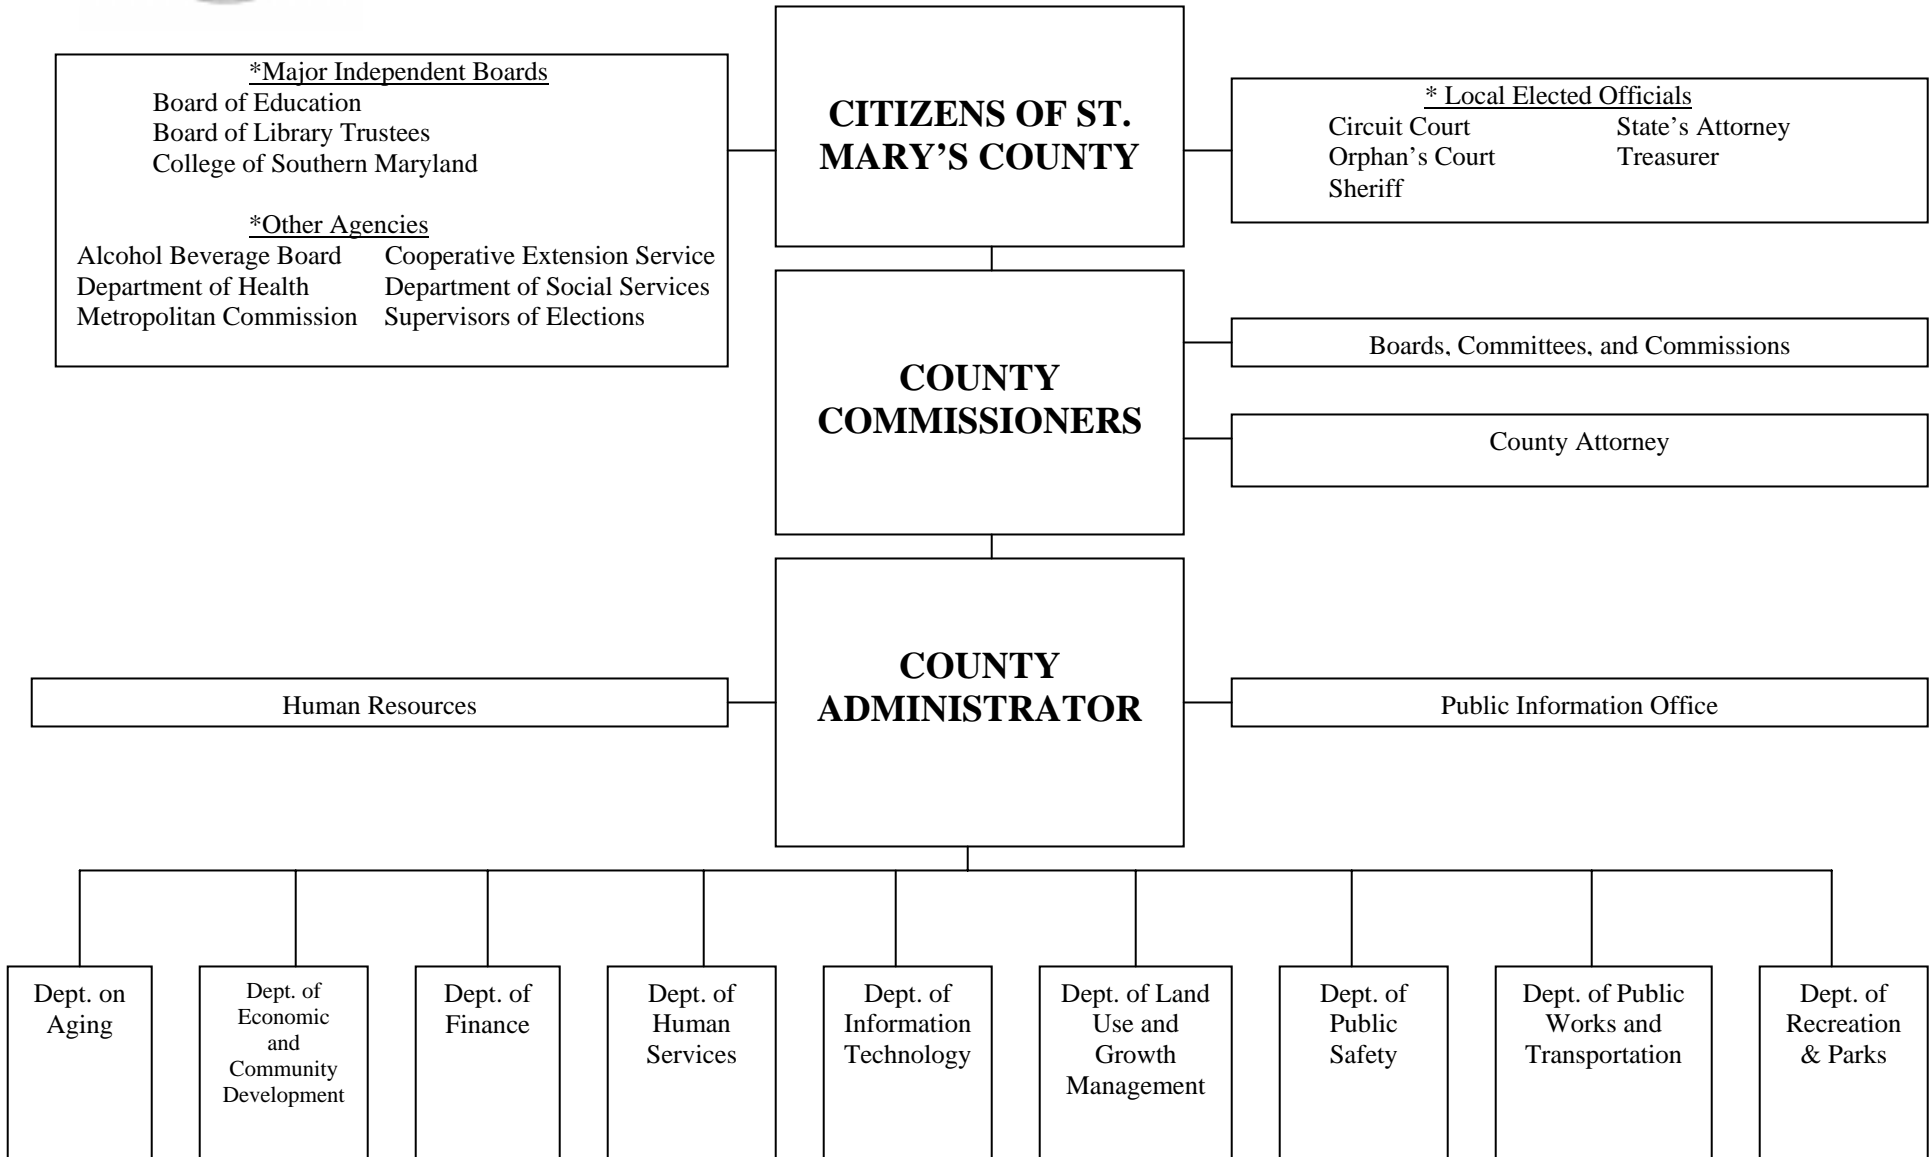 *Major Independent Boards
Board of Education
Board of Library Trustees
College of Southern Maryland
*Other Agencies
Alcohol Beverage Board Cooperative Extension Service
Department of Health Department of Social Services
Metropolitan Commission Supervisors of Elections
CITIZENS OF ST.
MARY’S COUNTY
* Local Elected Officials
Circuit Court State’s Attorney
Orphan’s Court Treasurer
Sheriff
COUNTY
COMMISSIONERS
Boards, Committees, and Commissions
County Attorney
Human Resources
COUNTY
ADMINISTRATOR
Public Information Office
Dept. on
Aging
Dept. of
Economic
and
Community
Development
Dept. of
Finance
Dept. of
Human
Services
Dept. of
Information
Technology
Dept. of Land
Use and
Growth
Management
Dept. of
Public
Safety
Dept. of Public
Works and
Transportation
Dept. of
Recreation
& Parks